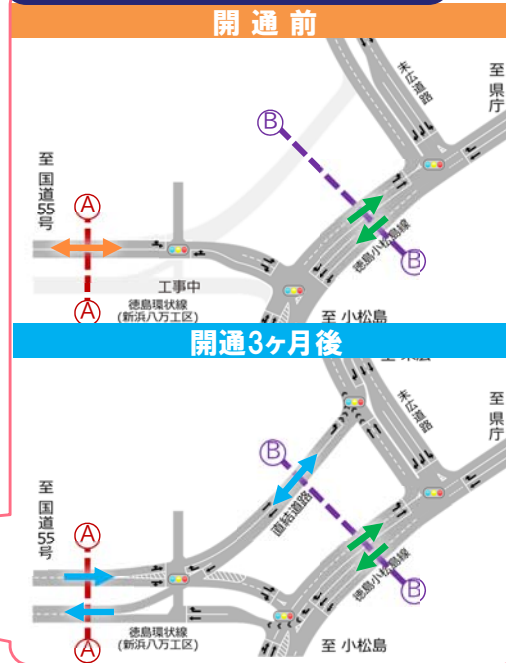 開通前
末広道路
至 県庁
Ⓑ
至 国道55号
Ⓐ
徳島小松島線
Ⓑ
工事中
Ⓐ
徳島環状線
(新浜八万工区)
至 小松島
開通3ヶ月後
末広道路
至 県庁
Ⓑ
直結道路
至 国道55号
Ⓐ
徳島小松島線
Ⓑ
徳島環状線
(新浜八万工区)
Ⓐ
至 小松島